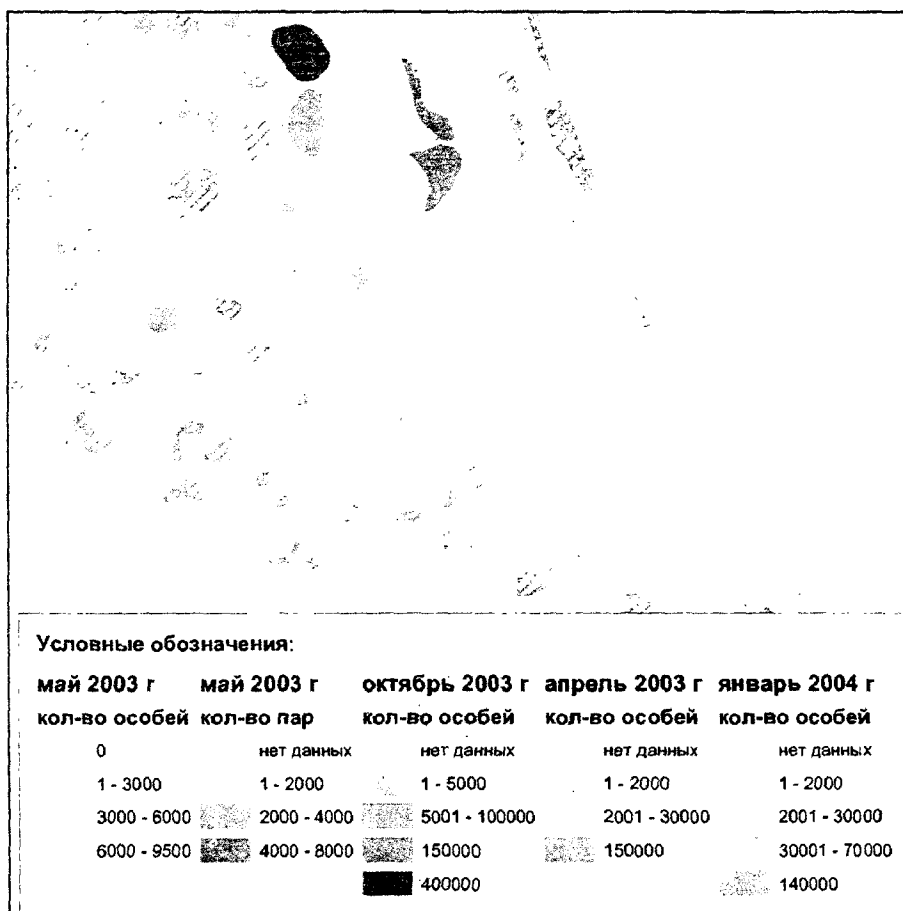 Условные обозначения:
май 2003 г май 2003 г октябрь 2003 г апрель 2003 г январь 2004 г
кол-во особей кол-во пар кол-во особей кол-во особей кол-во особей
0 нет данных нет данных нет данных нет данных
1 - 3000 1 - 2000 1 - 5000 1 - 2000 1 - 2000
3000 - 6000 2000 - 4000 5001 - 100000 2001 - 30000 2001 - 30000
6000 - 9500 4000 - 8000 150000 150000 30001 - 70000
400000 140000